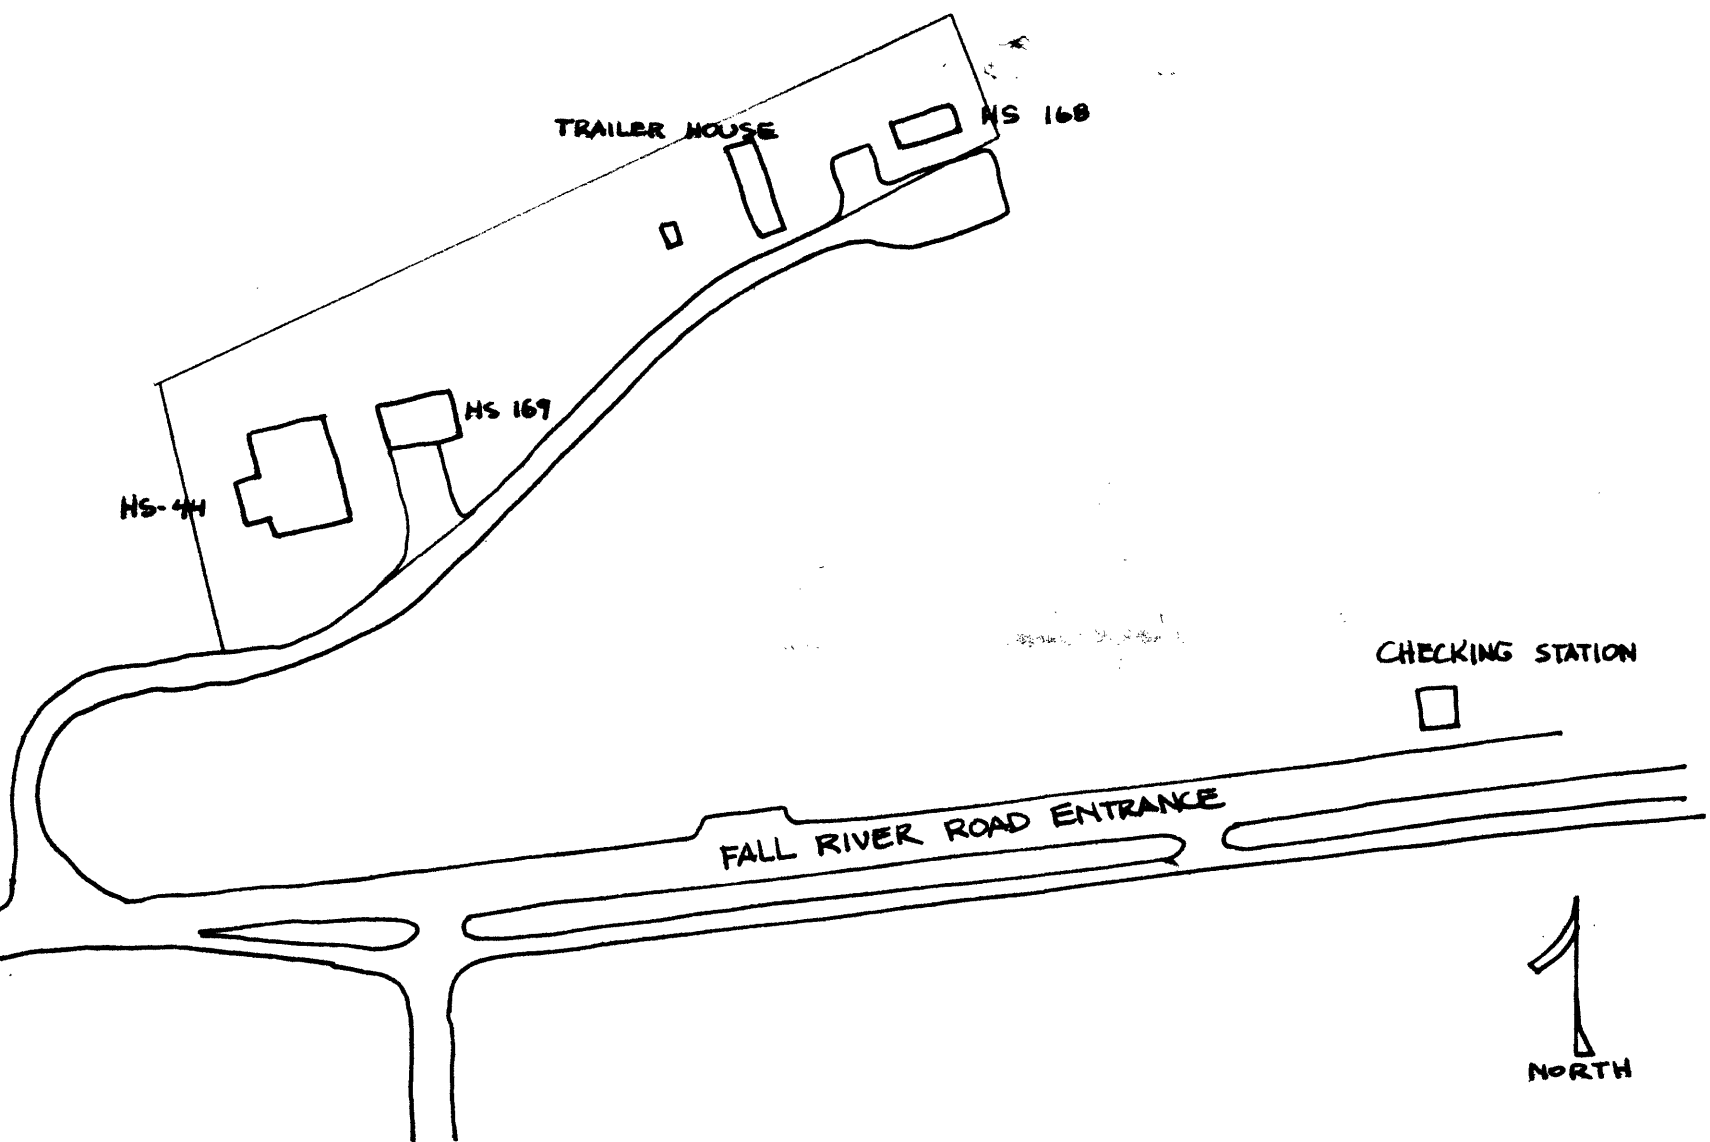 TRAILER HOUSE
HS 168
HS 169
HS-44
CHECKING STATION
FALL RIVER ROAD ENTRANCE
NORTH